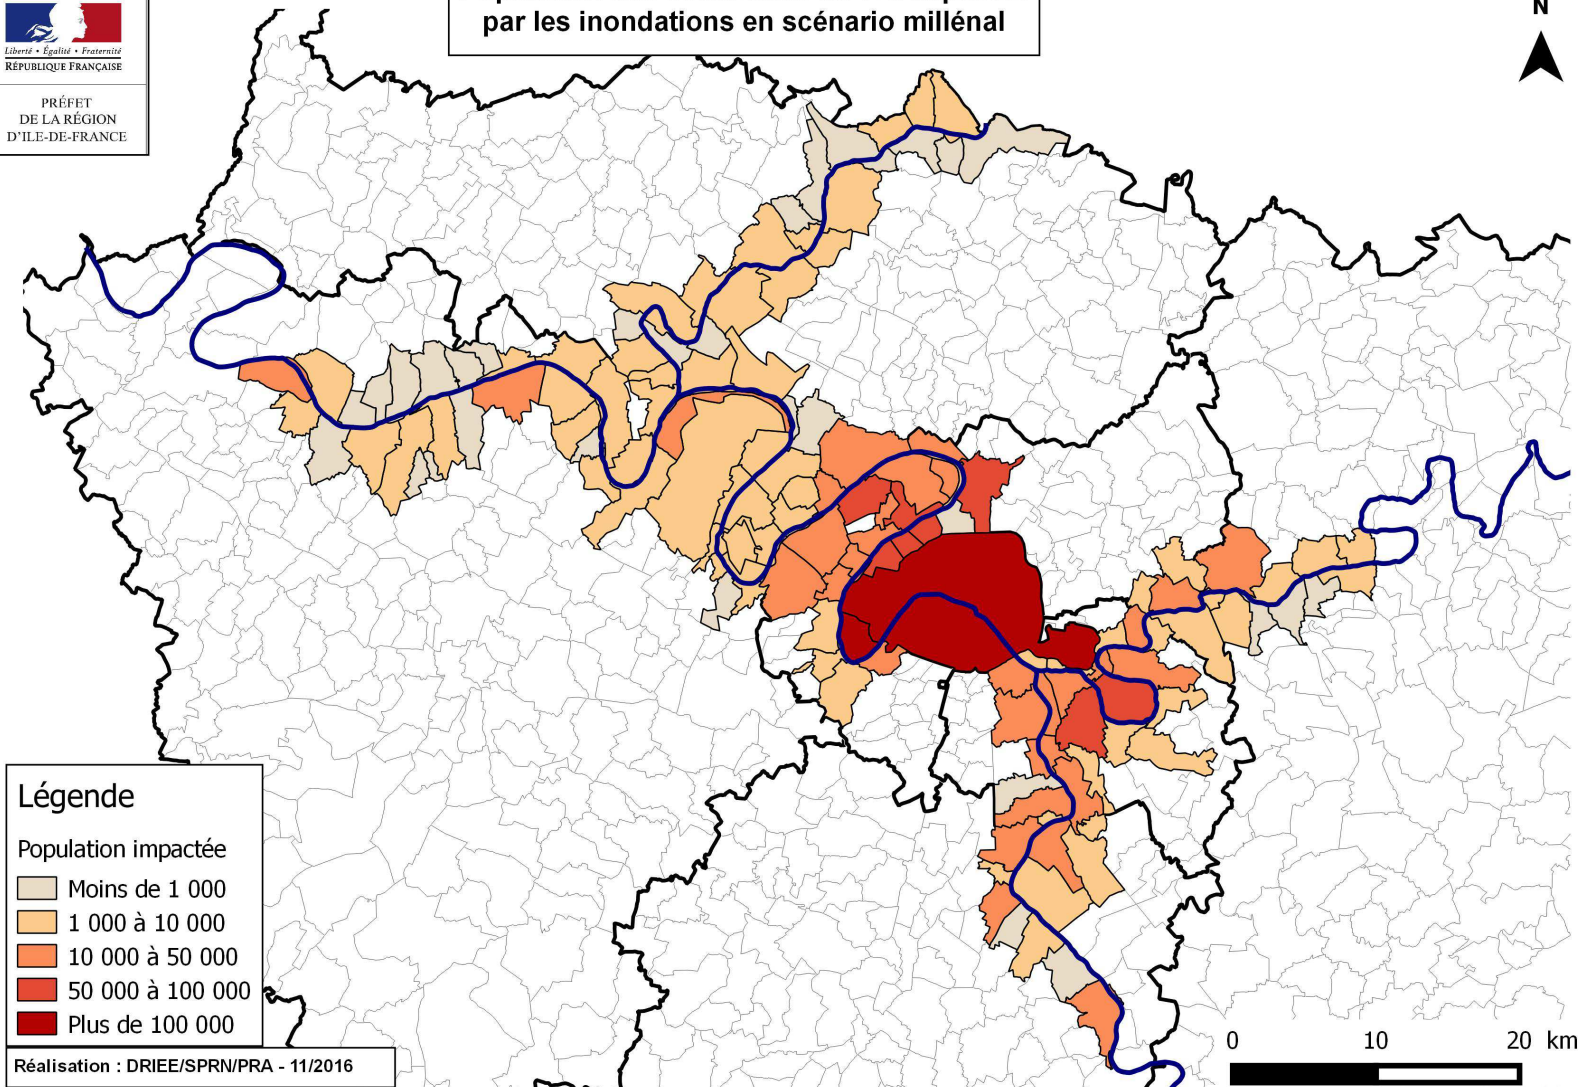 Liberté • Égalité • Fraternité
RÉPUBLIQUE FRANÇAISE
PRÉFET
DE LA RÉGION
D'ILE-DE-FRANCE
par les inondations en scénario millénal
N
Légende
Population impactée
Moins de 1 000
1 000 à 10 000
10 000 à 50 000
50 000 à 100 000
Plus de 100 000
Réalisation : DRIEE/SPRN/PRA - 11/2016
0 10 20 km